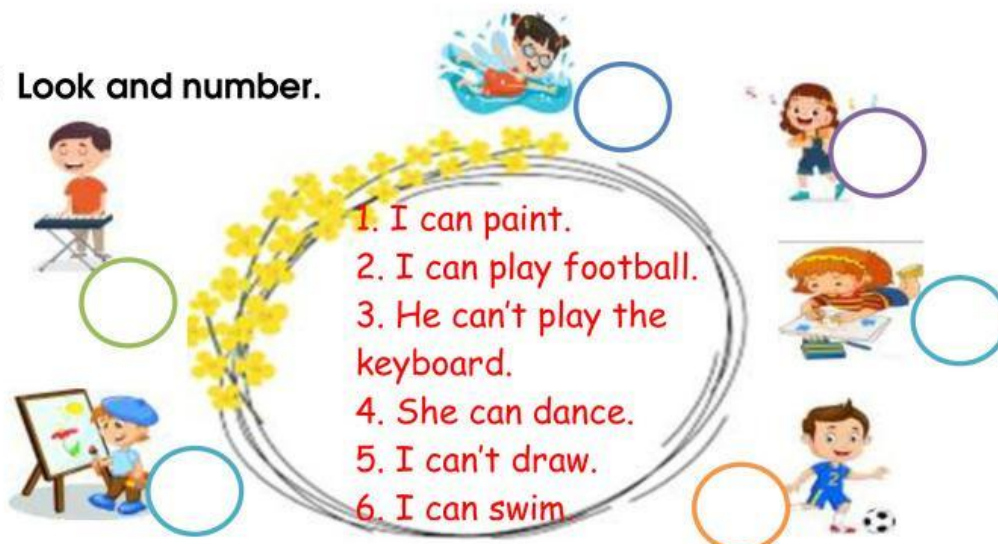 Look and number.
1. I can paint.
2. I can play football.
3. He can't play the
keyboard.
4. She can dance.
5. I can't draw.
6. I can swim.
2